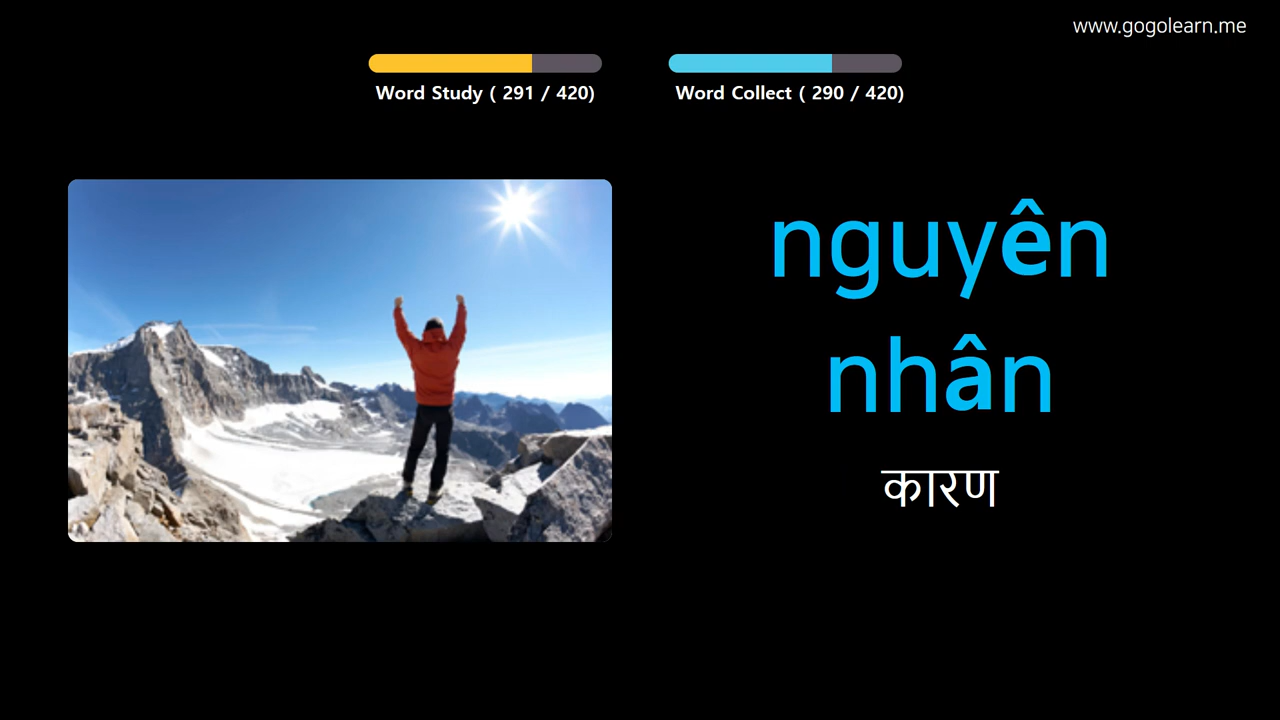 www.gogolearn.me
Word Study ( 291 / 420)
Word Collect ( 290 / 420)
nguyên
nhân
कारण